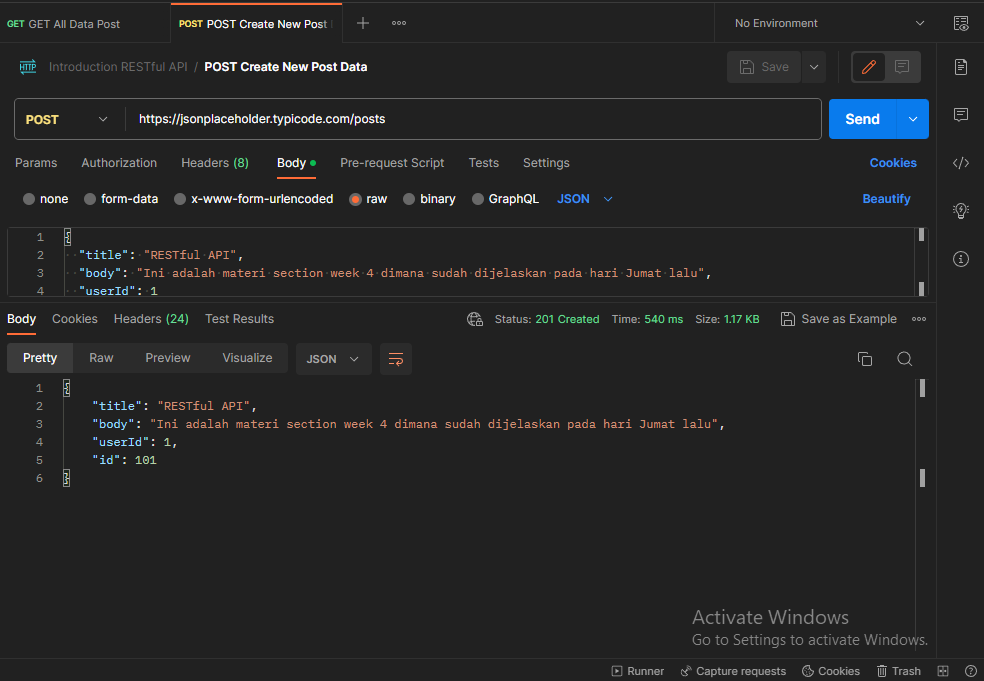 GET GET All Data Post
POST POST Create New Post
No Environment
HTTP Introduction RESTful API / POST Create New Post Data
Save
POST https://jsonplaceholder.typicode.com/posts
Send
Params Authorization Headers (8) Body Pre-request Script Tests Settings Cookies
none form-data x-www-form-urlencoded raw binary GraphQL JSON Beautify
1 {
2 "title": "RESTful API",
3 "body": "Ini adalah materi section week 4 dimana sudah dijelaskan pada hari Jumat lalu",
4 "userId": 1
Body Cookies Headers (24) Test Results Status: 201 Created Time: 540 ms Size: 1.17 KB Save as Example
Pretty Raw Preview Visualize JSON
1 {
2 "title": "RESTful API",
3 "body": "Ini adalah materi section week 4 dimana sudah dijelaskan pada hari Jumat lalu",
4 "userId": 1,
5 "id": 101
6 }
Activate Windows
Go to Settings to activate Windows.
Runner Capture requests Cookies Trash